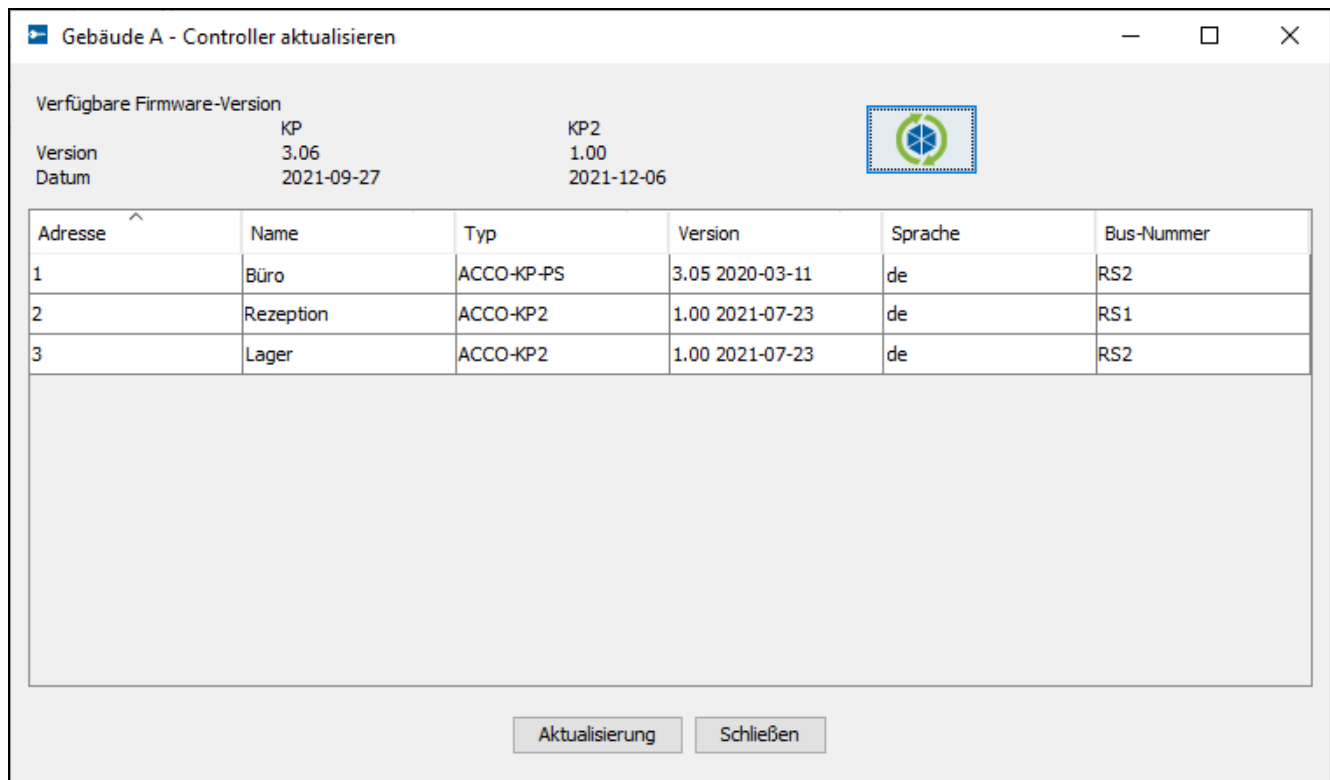 Gebäude A - Controller aktualisieren
Verfügbare Firmware-Version
KP KP2
Version 3.06 1.00
Datum 2021-09-27 2021-12-06
Adresse Name Typ Version Sprache Bus-Nummer
1 Büro ACCO-KP-PS 3.05 2020-03-11 de RS2
2 Rezeption ACCO-KP2 1.00 2021-07-23 de RS1
3 Lager ACCO-KP2 1.00 2021-07-23 de RS2
Aktualisierung Schließen